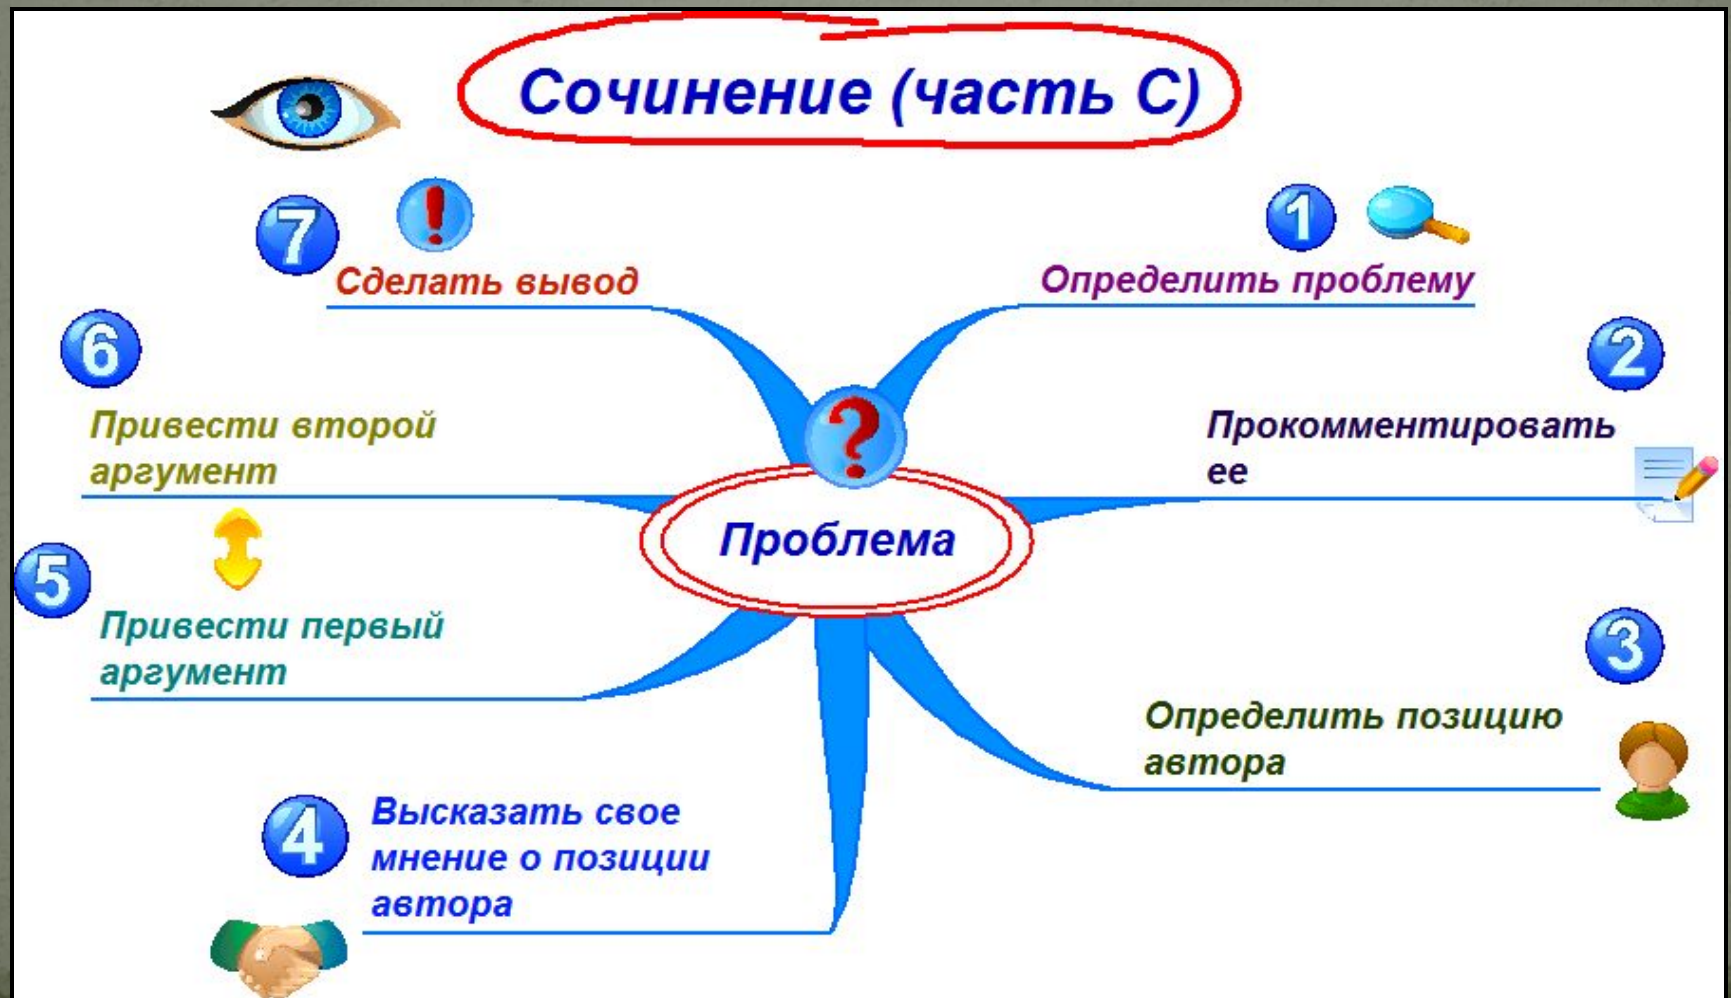 Сочинение (часть С)
1
Определить проблему
2
Прокомментировать
ее
3
Определить позицию
автора
4
Высказать свое
мнение о позиции
автора
5
Привести первый
аргумент
6
Привести второй
аргумент
7
!
Сделать вывод
?
Проблема